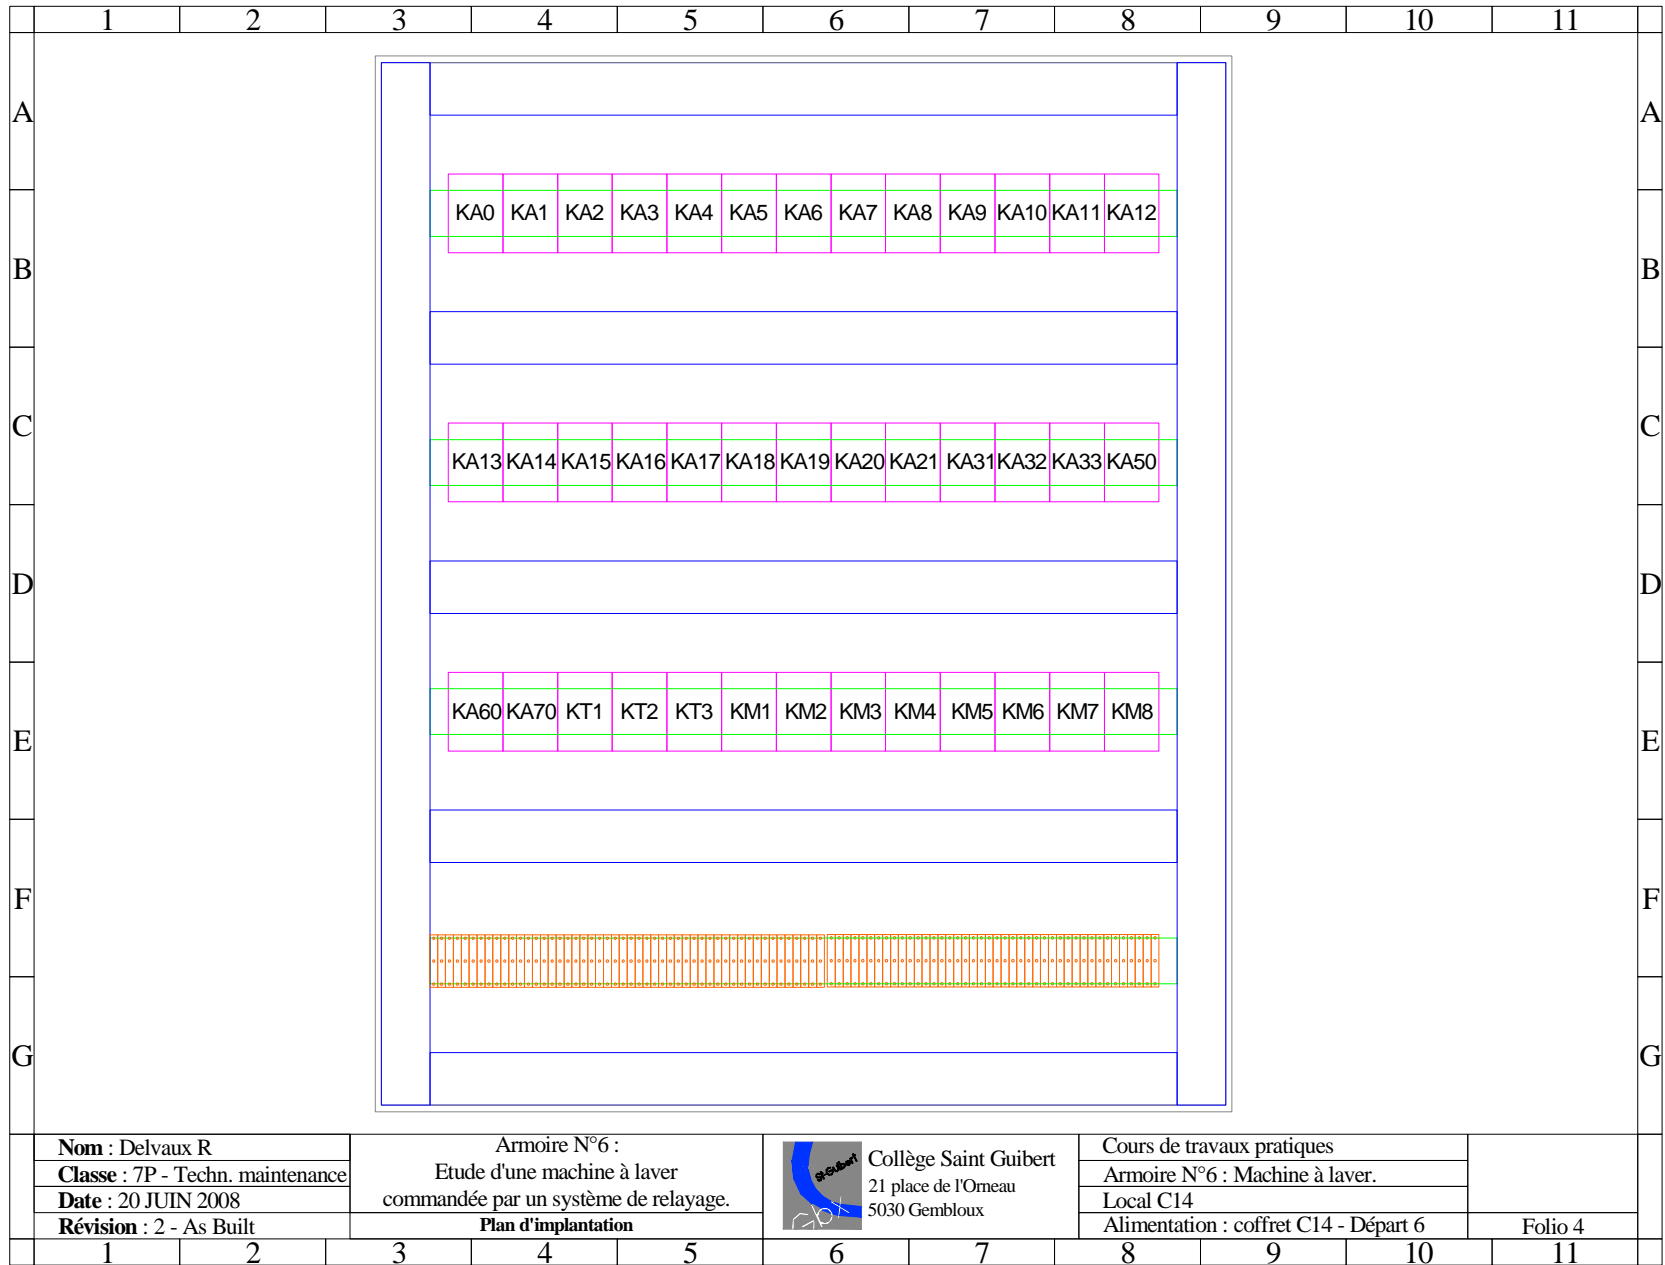 1 2 3 4 5 6 7 8 9 10 11
A A
KA0 KA1 KA2 KA3 KA4 KA5 KA6 KA7 KA8 KA9 KA10 KA11 KA12
B B
C C
KA13 KA14 KA15 KA16 KA17 KA18 KA19 KA20 KA21 KA31 KA32 KA33 KA50
D D
KA60 KA70 KT1 KT2 KT3 KM1 KM2 KM3 KM4 KM5 KM6 KM7 KM8
E E
F F
G G
Nom : Delvaux R
Classe : 7P - Techn. maintenance
Date : 20 JUIN 2008
Révision : 2 - As Built
Armoire N°6 :
Etude d'une machine à laver
commandée par un système de relayage.
Plan d'implantation
St-Guibert
Collège Saint Guibert
21 place de l'Orneau
5030 Gembloux
Cours de travaux pratiques
Armoire N°6 : Machine à laver.
Local C14
Alimentation : coffret C14 - Départ 6
Folio 4
1 2 3 4 5 6 7 8 9 10 11